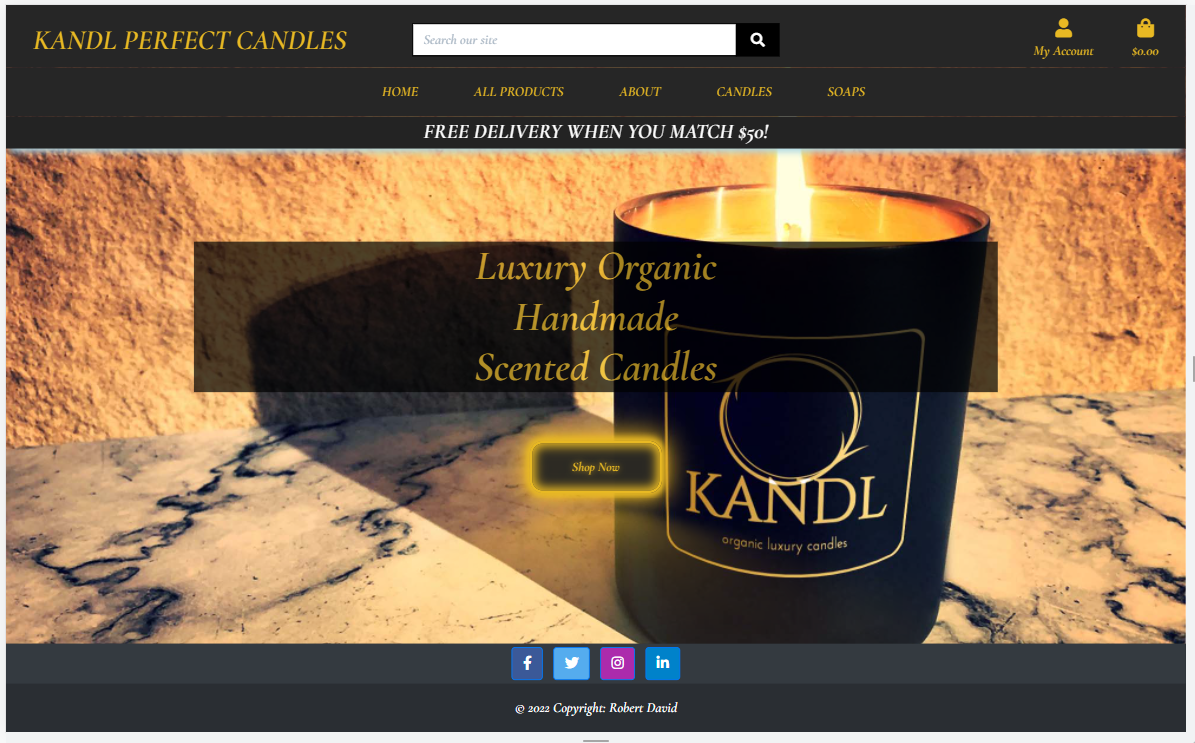 KANDL PERFECT CANDLES
Search our site
My Account
$0.00
HOME
ALL PRODUCTS
ABOUT
CANDLES
SOAPS
FREE DELIVERY WHEN YOU MATCH $50!
Luxury Organic
Handmade
Scented Candles
Shop Now
KANDL
organic luxury candles
© 2022 Copyright: Robert David